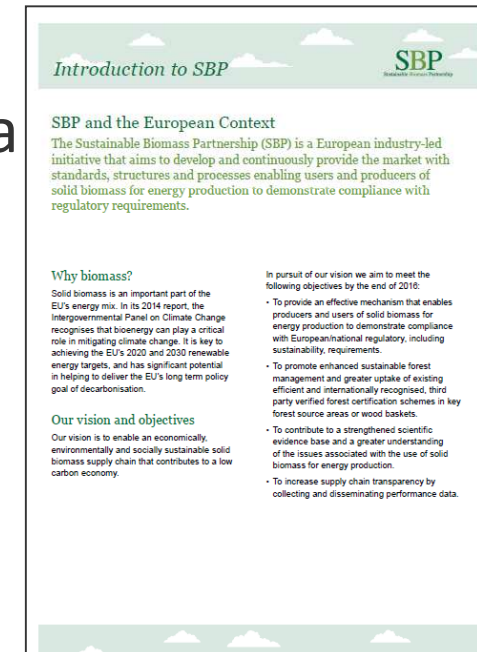 a
Introduction to SBP
SBP
Sustainable Biomass Partnership
SBP and the European Context
The Sustainable Biomass Partnership (SBP) is a European industry-led
initiative that aims to develop and continuously provide the market with
standards, structures and processes enabling users and producers of
solid biomass for energy production to demonstrate compliance with
regulatory requirements.
Why biomass?
Solid biomass is an important part of the
EU's energy mix. In its 2014 report, the
Intergovernmental Panel on Climate Change
recognises that bioenergy can play a critical
role in mitigating climate change. It is key to
achieving the EU's 2020 and 2030 renewable
energy targets, and has significant potential
in helping to deliver the EU's long term policy
goal of decarbonisation.
Our vision and objectives
Our vision is to enable an economically,
environmentally and socially sustainable solid
biomass supply chain that contributes to a low
carbon economy.
In pursuit of our vision we aim to meet the
following objectives by the end of 2016:
• To provide an effective mechanism that enables
producers and users of solid biomass for
energy production to demonstrate compliance
with European/national regulatory, including
sustainability, requirements.
• To promote enhanced sustainable forest
management and greater uptake of existing
efficient and internationally recognised, third
party verified forest certification schemes in key
forest source areas or wood baskets.
• To contribute to a strengthened scientific
evidence base and a greater understanding
of the issues associated with the use of solid
biomass for energy production.
• To increase supply chain transparency by
collecting and disseminating performance data.